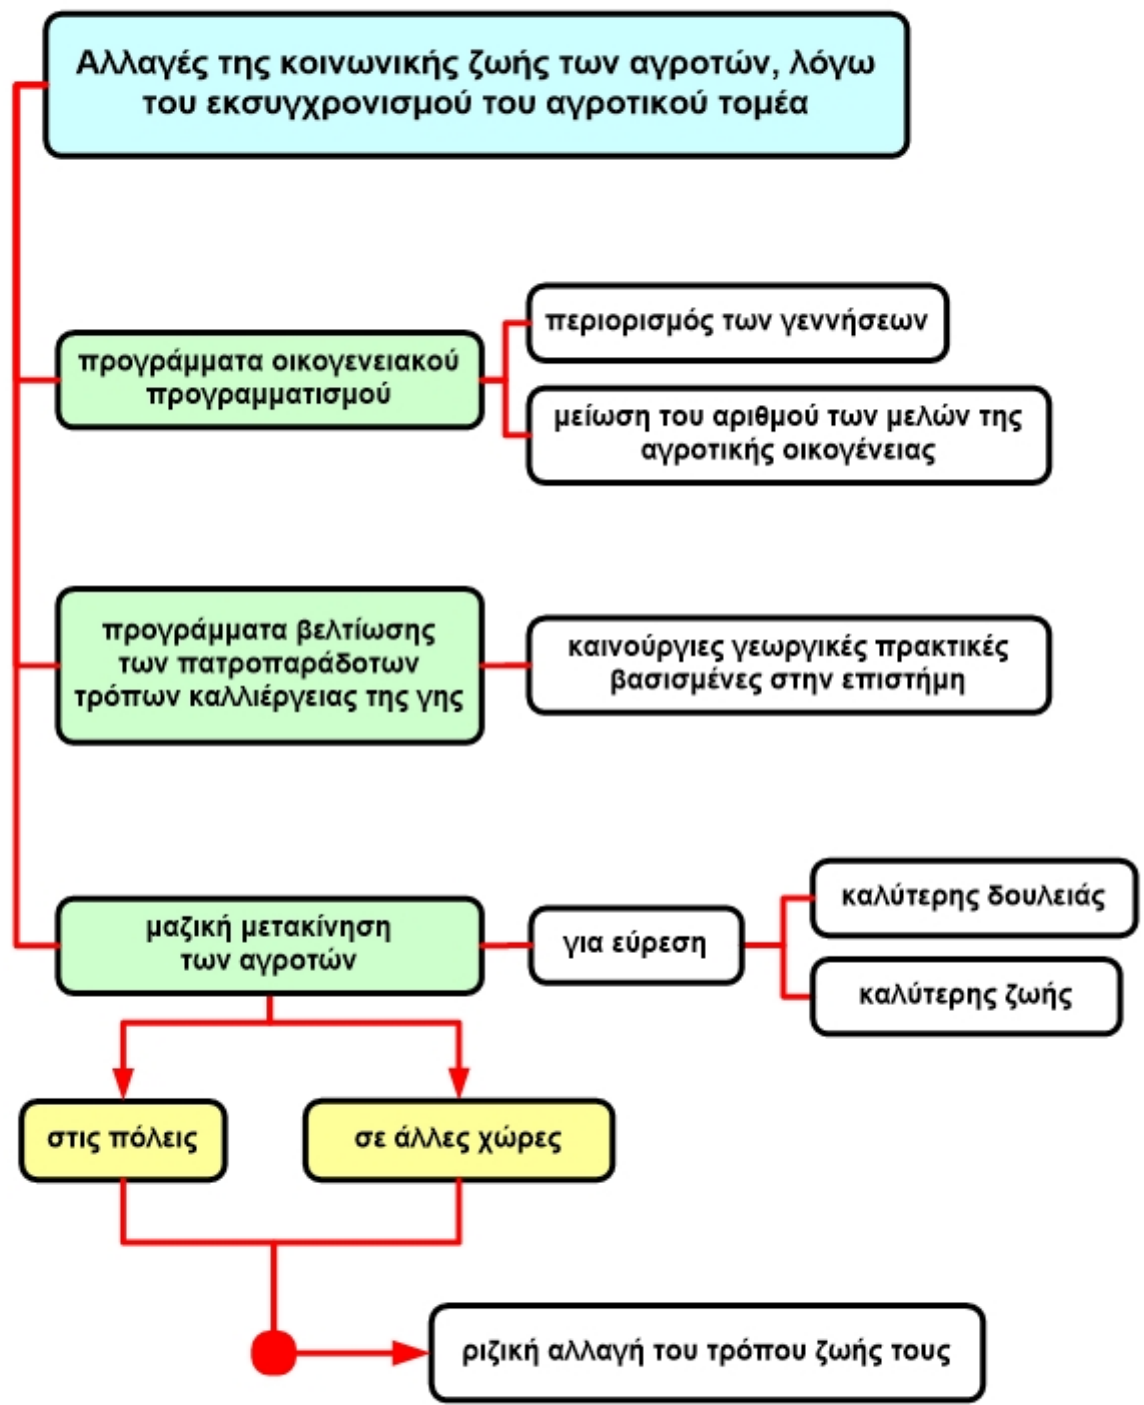 Αλλαγές της κοινωνικής ζωής των αγροτών, λόγω
του εκσυγχρονισμού του αγροτικού τομέα
προγράμματα οικογενειακού
προγραμματισμού
περιορισμός των γεννήσεων
μείωση του αριθμού των μελών της
αγροτικής οικογένειας
προγράμματα βελτίωσης
των πατροπαράδοτων
τρόπων καλλιέργειας της γης
καινούργιες γεωργικές πρακτικές
βασισμένες στην επιστήμη
μαζική μετακίνηση
των αγροτών
για εύρεση
καλύτερης δουλειάς
καλύτερης ζωής
στις πόλεις
σε άλλες χώρες
ριζική αλλαγή του τρόπου ζωής τους